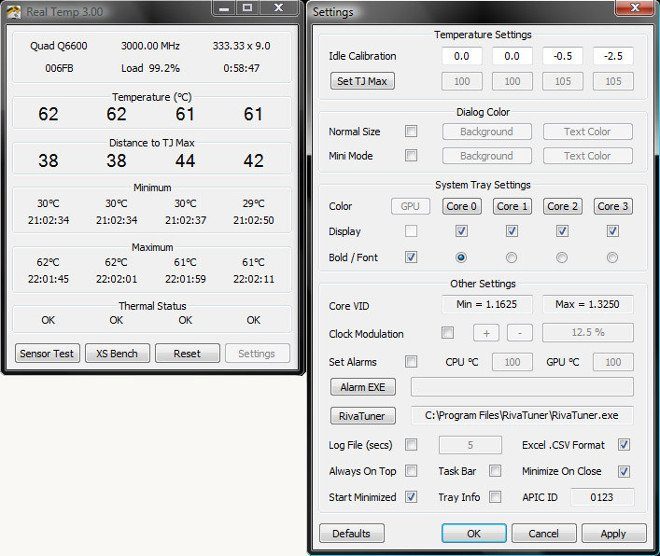 Real Temp 3.00
Quad Q6600 3000.00 MHz 333.33 x 9.0
006FB Load 99.2% 0:58:47
Temperature (°C)
62 62 61 61
Distance to TJ Max
38 38 44 42
Minimum
30°C 30°C 30°C 29°C
21:02:34 21:02:34 21:02:37 21:02:50
Maximum
62°C 62°C 61°C 61°C
22:01:45 22:02:01 22:01:59 22:02:11
Thermal Status
OK OK OK OK
Sensor Test XS Bench Reset Settings
Settings
Temperature Settings
Idle Calibration 0.0 0.0 -0.5 -2.5
Set TJ Max 100 100 105 105
Dialog Color
Normal Size Background Text Color
Mini Mode Background Text Color
System Tray Settings
Color GPU Core 0 Core 1 Core 2 Core 3
Display
Bold / Font
Other Settings
Core VID Min = 1.1625 Max = 1.3250
Clock Modulation + - 12.5 %
Set Alarms CPU °C 100 GPU °C 100
Alarm EXE
RivaTuner C:\Program Files\RivaTuner\RivaTuner.exe
Log File (secs) 5 Excel .CSV Format
Always On Top Task Bar Minimize On Close
Start Minimized Tray Info APIC ID 0123
Defaults OK Cancel Apply